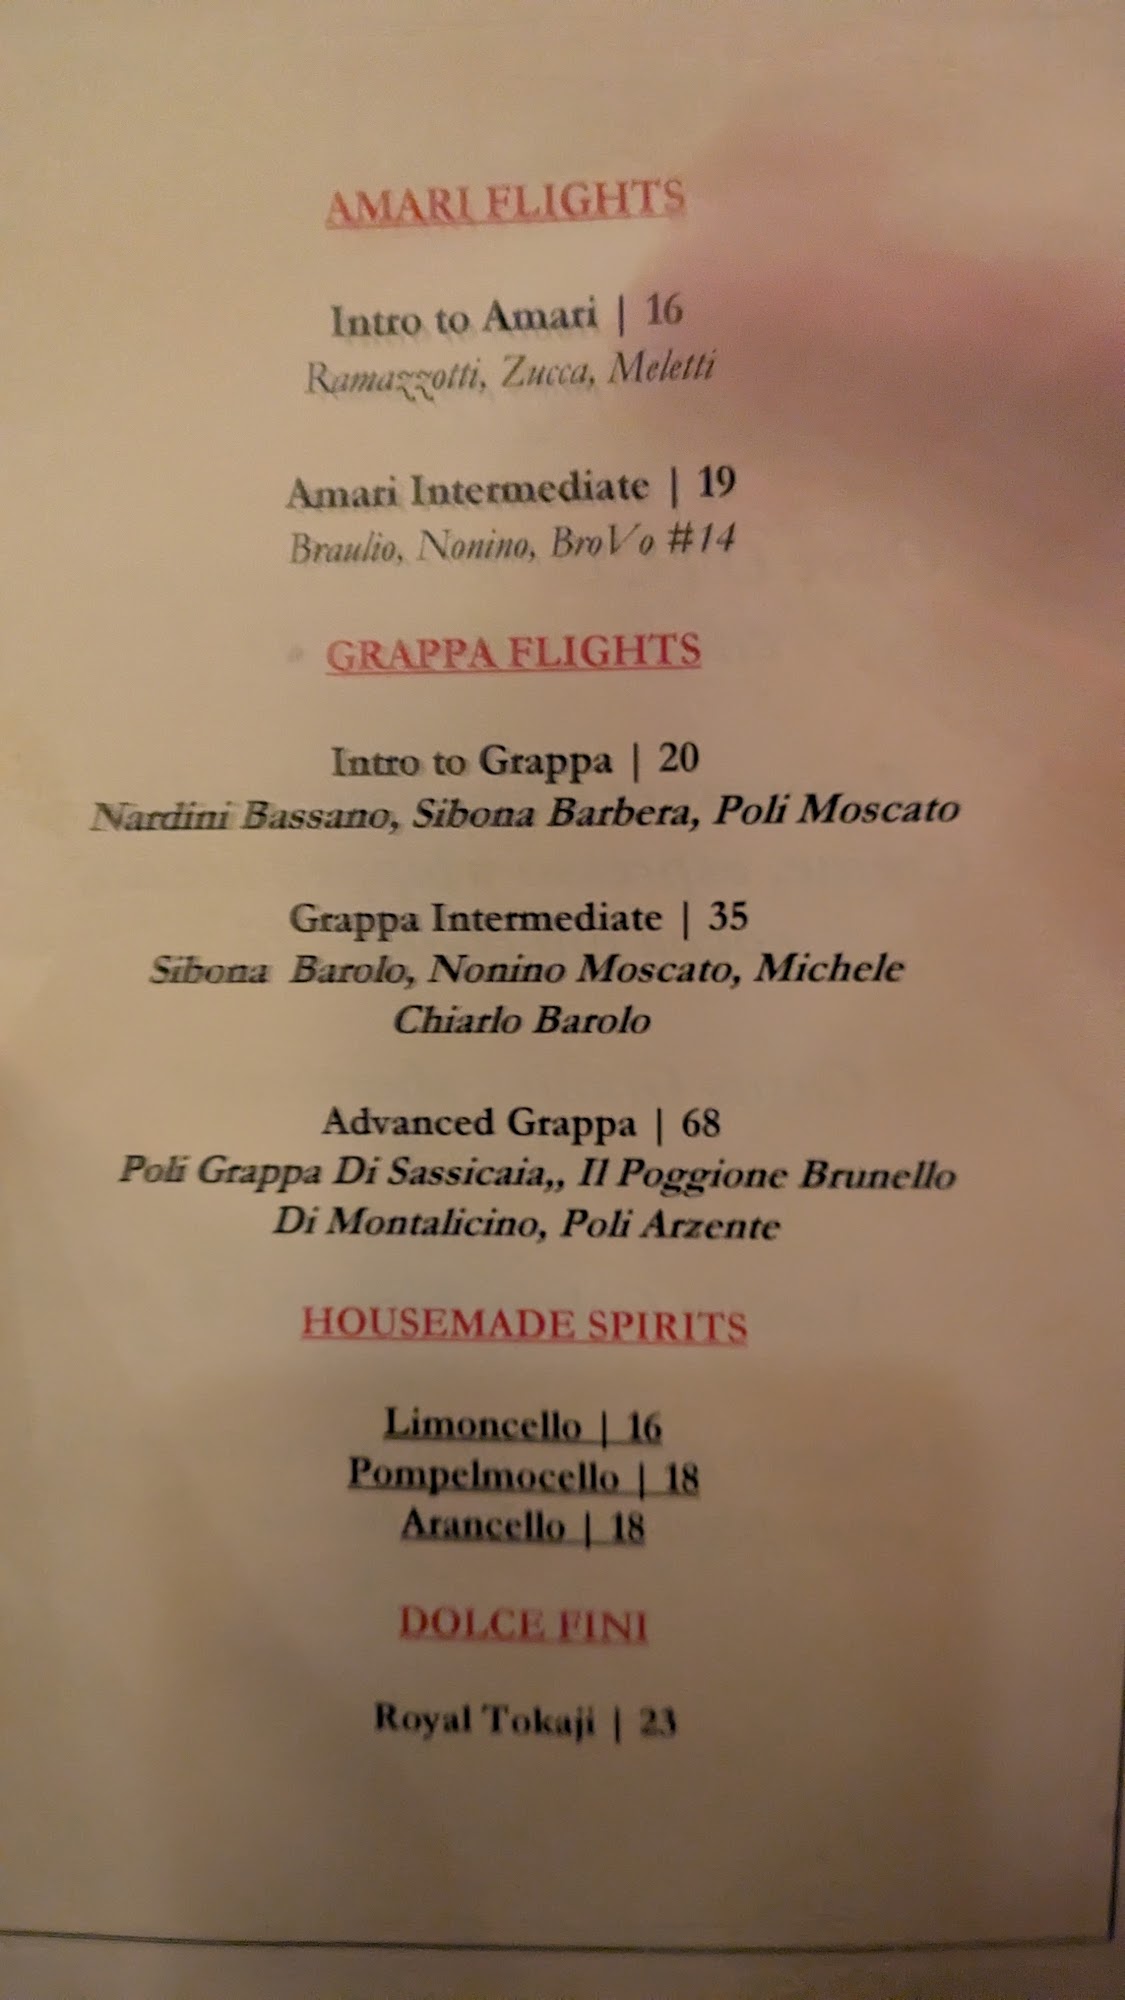 AMARI FLIGHTS
Intro to Amari | 16
Ramazzotti, Zucca, Meletti
Amari Intermediate | 19
Braulio, Nonino, BroVo #14
GRAPPA FLIGHTS
Intro to Grappa | 20
Nardini Bassano, Sibona Barbera, Poli Moscato
Grappa Intermediate | 35
Sibona Barolo, Nonino Moscato, Michele
Chiarlo Barolo
Advanced Grappa | 68
Poli Grappa Di Sassicaia,, Il Poggione Brunello
Di Montalicino, Poli Arzente
HOUSEMADE SPIRITS
Limoncello | 16
Pompelmocello | 18
Arancello | 18
DOLCE FINI
Royal Tokaji | 23